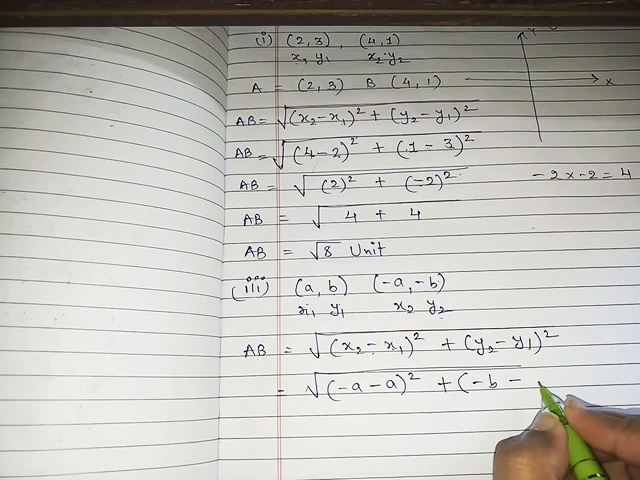 (i) (2,3) , (4,1)
x₁ y₁ x₂ y₂
A = (2,3) B (4,1)
AB = √(x₂-x₁)² + (y₂-y₁)²
AB = √(4-2)² + (1-3)²
AB = √(2)² + (-2)²
-2 x -2 = 4
AB = √4 + 4
AB = √8 Unit
(iii) (a, b) (-a, -b)
x₁ y₁ x₂ y₂
AB = √(x₂-x₁)² + (y₂-y₁)²
= √(-a-a)² + (-b -
Y
X